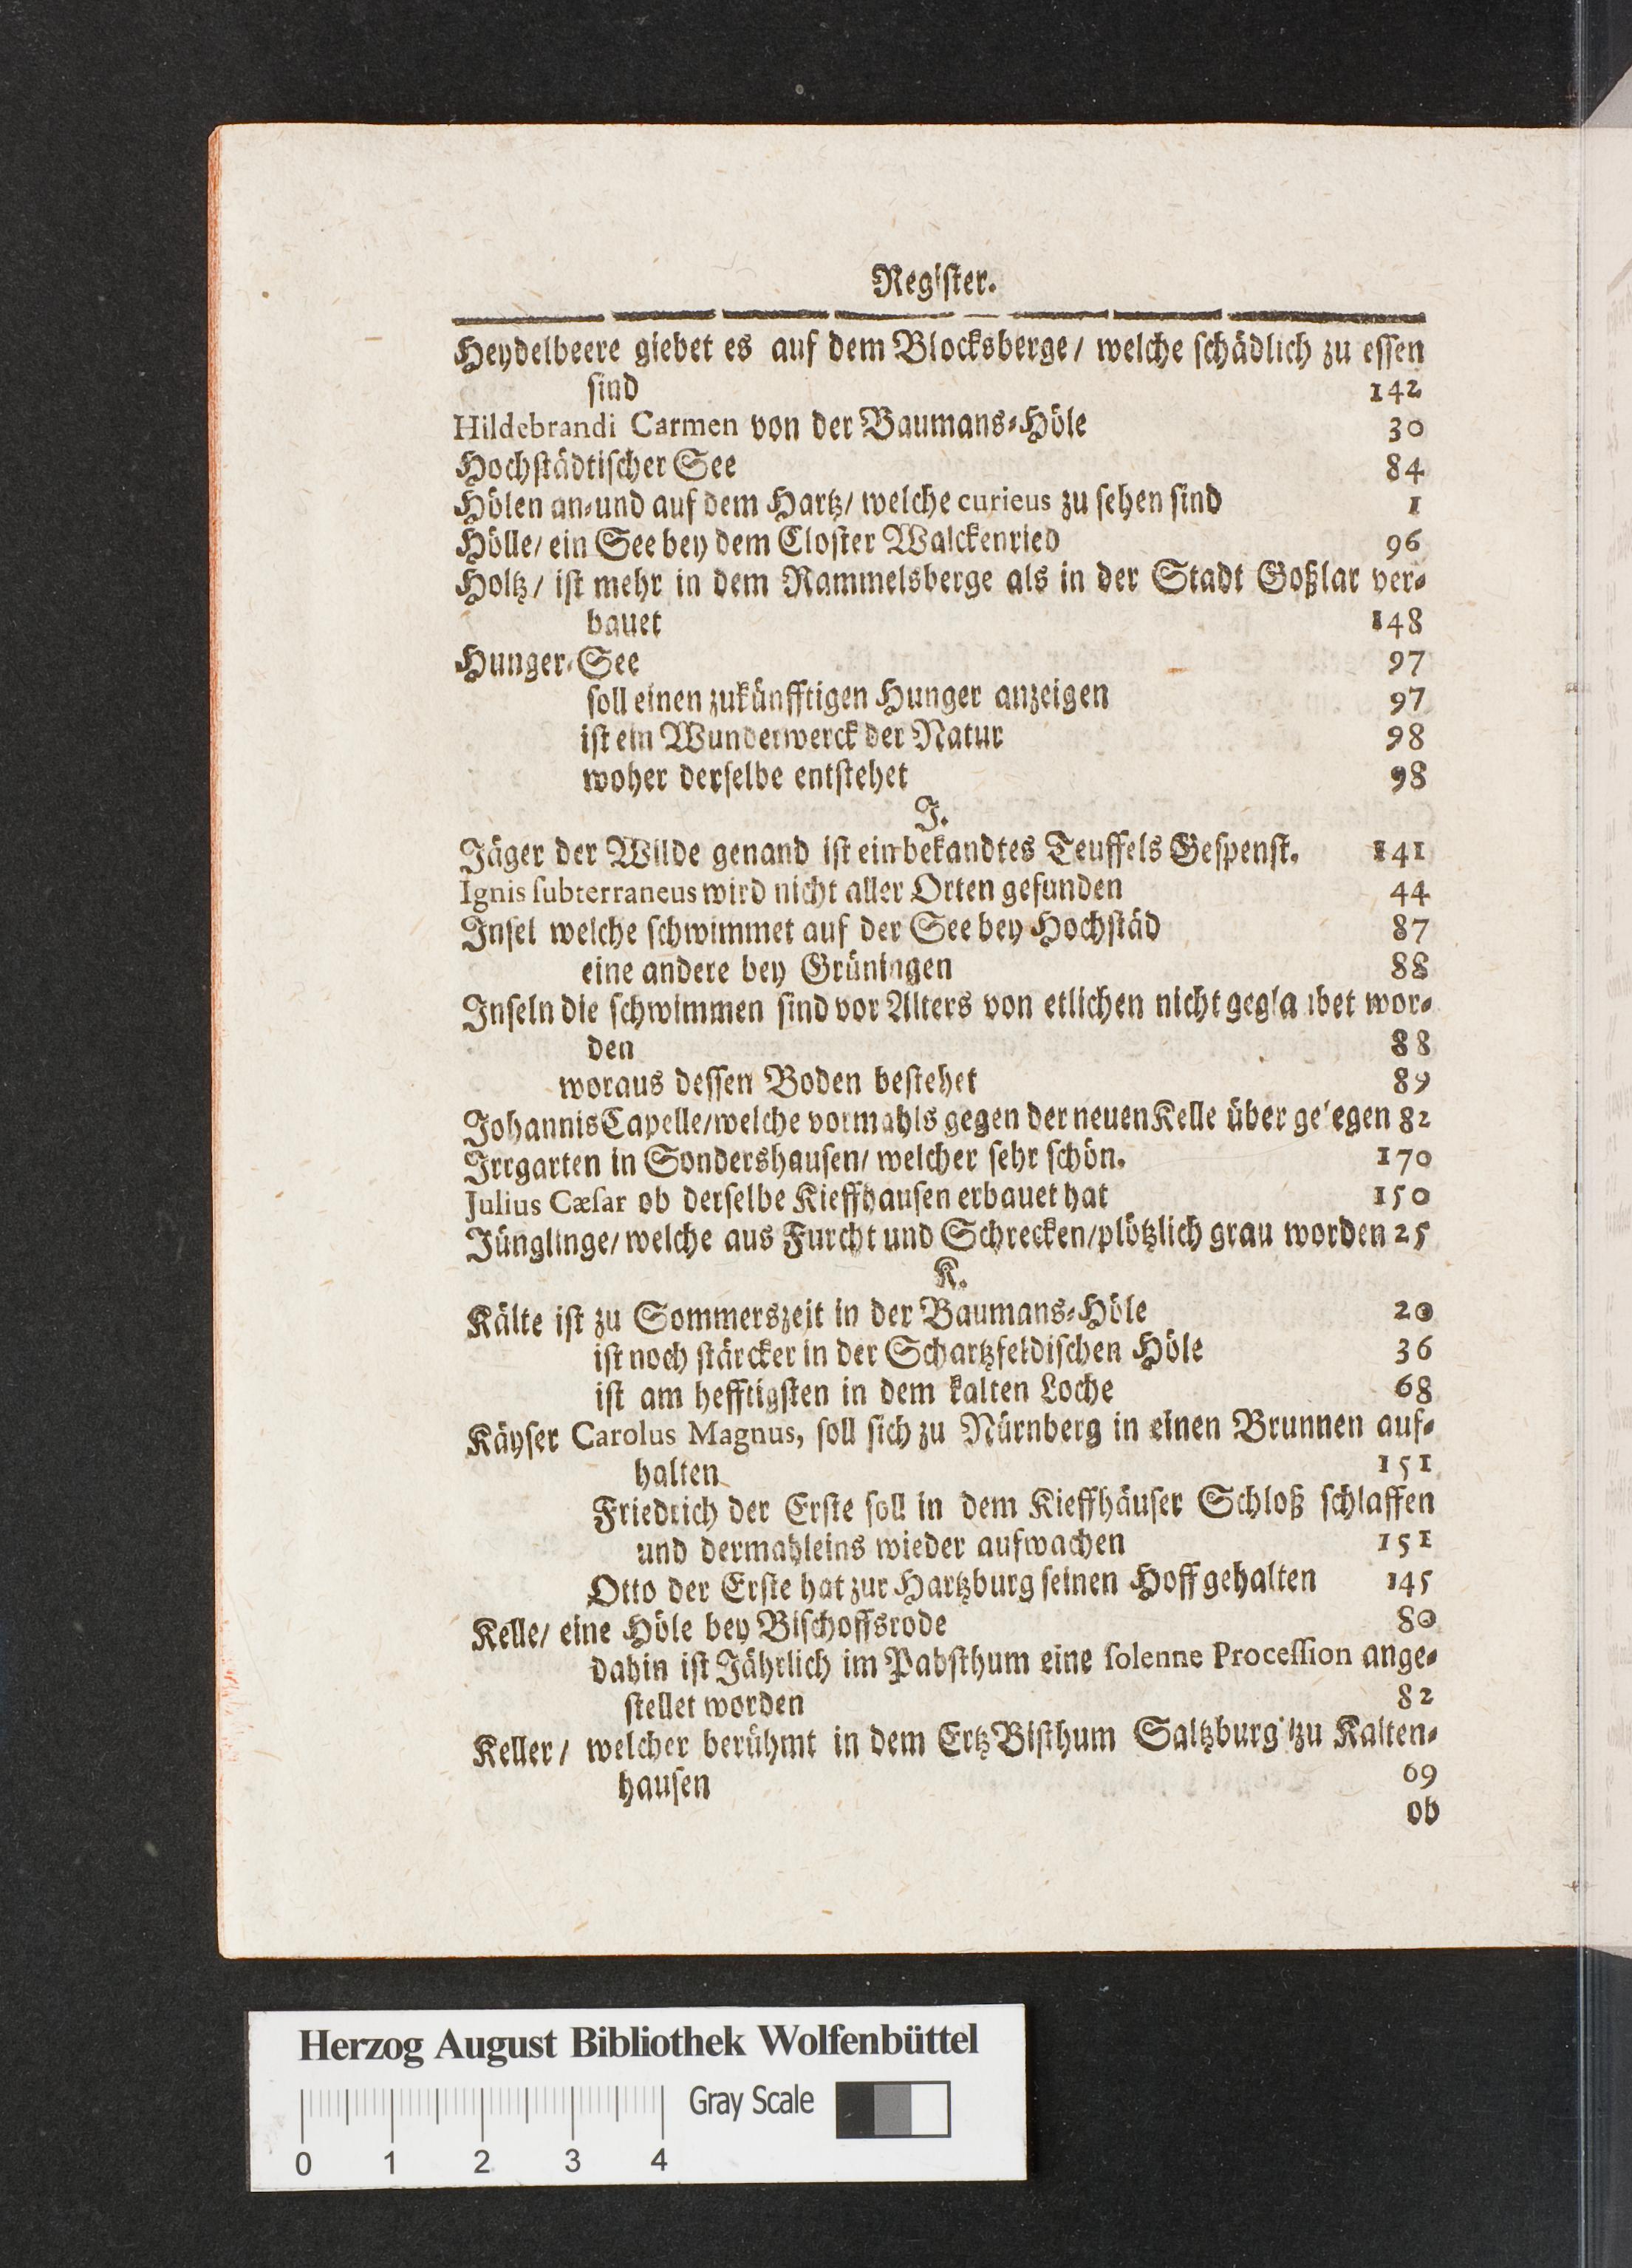 Regiſter.
Heydelbeere giebet es auf dem Blocksberge / welche ſchädlich zu eſſen
ſind 142
Hildebrandi Carmen von der Baumans⸗Höle 30
Hochſtädtiſcher See 84
Hölen an⸗und auf dem Hartz / welche curieus zu ſehen ſind 1
Hölle / ein See bey dem Cloſter Walckenried 96
Holtz / iſt mehr in dem Rammelsberge als in der Stadt Goßlar ver⸗
bauet 148
Hunger⸗See 97
ſoll einen zukünfftigen Hunger anzeigen 97
iſt ein Wunderwerck der Natur 98
woher derſelbe entſtehet 98
J.
Jäger der Wilde genand iſt ein bekandtes Teuffels Geſpenſt. 141
Ignis ſubterraneus wird nicht aller Orten gefunden 44
Inſel welche ſchwimmet auf der See bey Hochſtäd 87
eine andere bey Grüningen 88
Inſeln die ſchwimmen ſind vor Alters von etlichen nicht geglaubet wor⸗
den 88
woraus deſſen Boden beſtehet 89
Johannis Capelle / welche vormahls gegen der neuen Kelle über gelegen 82
Irrgarten in Sondershauſen / welcher ſehr ſchön. 170
Julius Cæſar ob derſelbe Kieffhauſen erbauet hat 150
Jünglinge / welche aus Furcht und Schrecken / plötzlich grau worden 25
K.
Kälte iſt zu Sommerszeit in der Baumans⸗Höle 20
iſt noch ſtärcker in der Schartzfeldiſchen Höle 36
iſt am hefftigſten in dem kalten Loche 68
Käyſer Carolus Magnus, ſoll ſich zu Nürnberg in einen Brunnen auf⸗
halten 151
Friedrich der Erſte ſoll in dem Kieffhäuſer Schloß ſchlaffen
und dermahleins wieder aufwachen 151
Otto der Erſte hat zur Hartzburg ſeinen Hoff gehalten 145
Kelle / eine Höle bey Biſchoffsrode 80
dahin iſt Jährlich im Pabſthum eine ſolenne Proceſſion ange⸗
ſtellet worden 82
Keller / welcher berühmt in dem Ertz Biſthum Saltzburg zu Kalten⸗
hauſen 69
ob
Herzog August Bibliothek Wolfenbüttel
Gray Scale
0 1 2 3 4